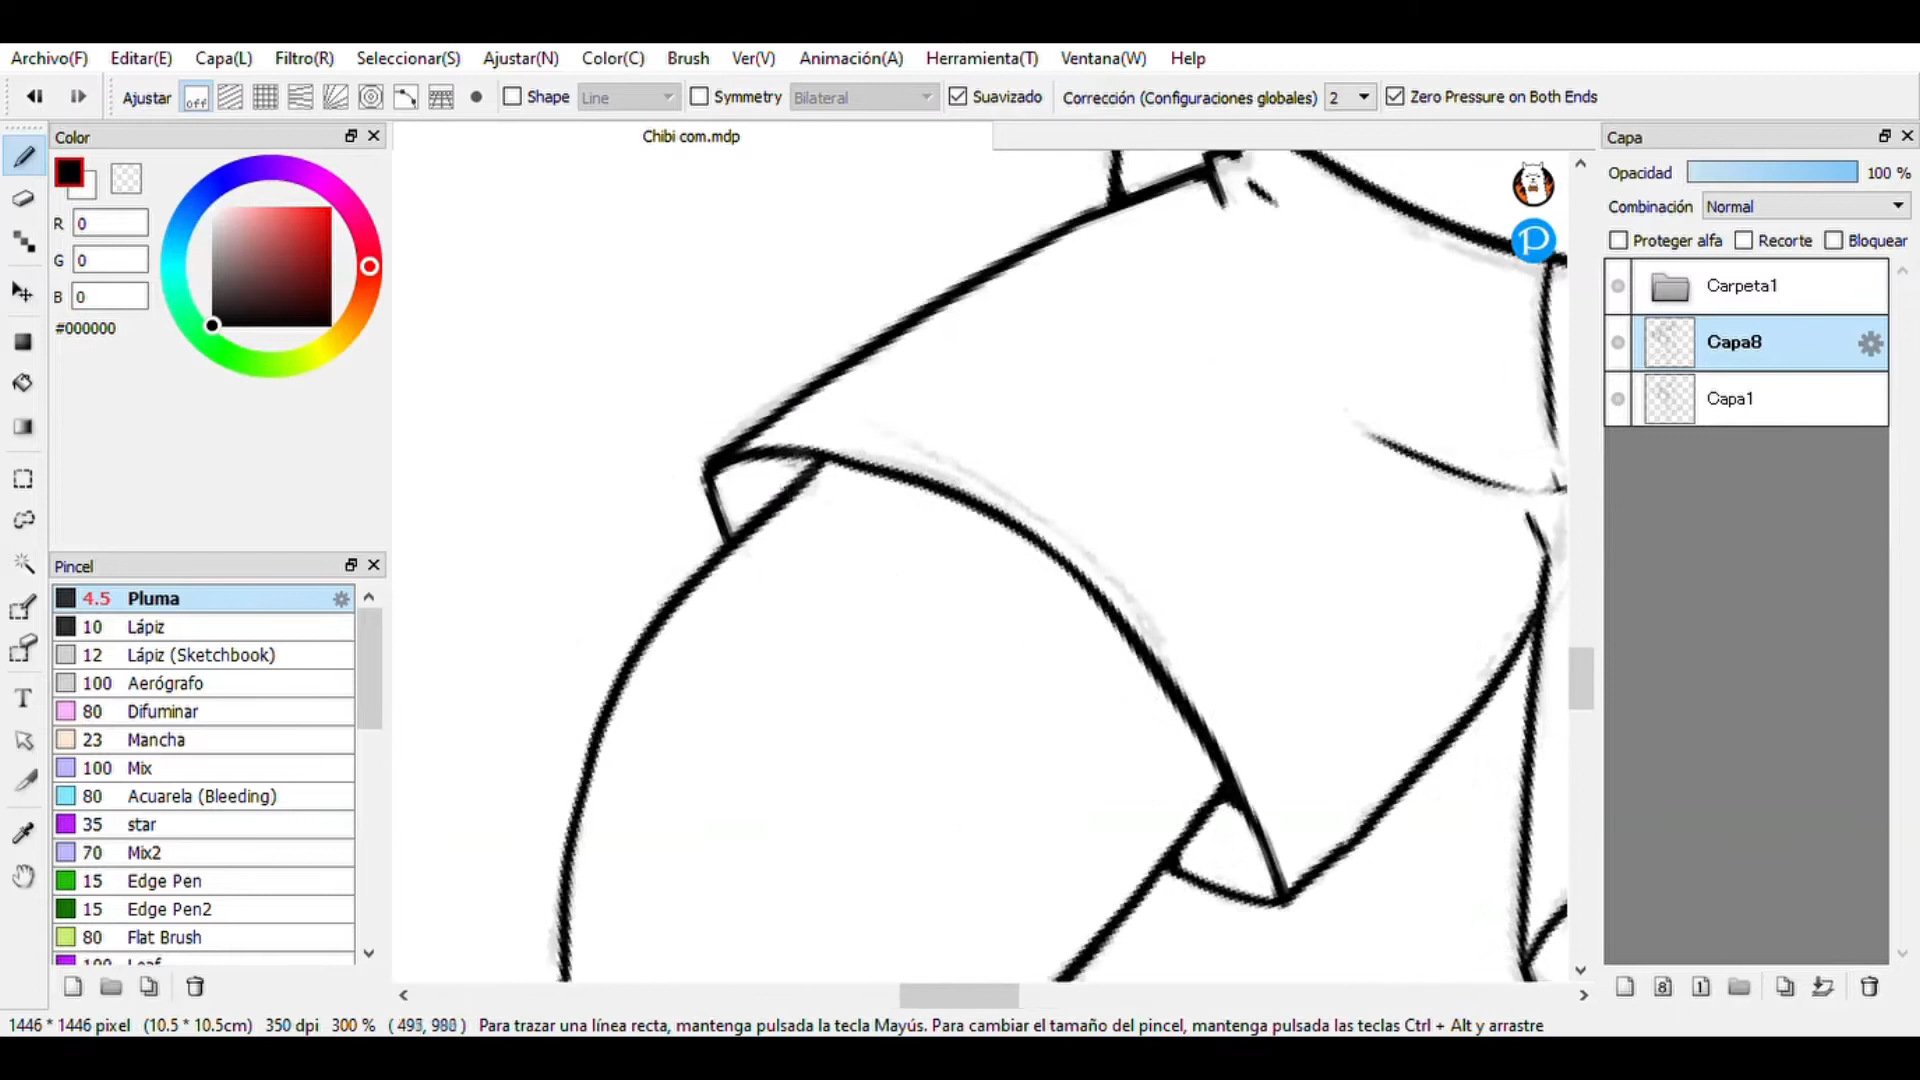 Archivo(F) Editar(E) Capa(L) Filtro(R) Seleccionar(S) Ajustar(N) Color(C) Brush Ver(V) Animación(A) Herramienta(T) Ventana(W) Help
Ajustar off Shape Line Symmetry Bilateral Suavizado Corrección (Configuraciones globales) 2 Zero Pressure on Both Ends
Color
R 0
G 0
B 0
#000000
Pincel
4.5 Pluma
10 Lápiz
12 Lápiz (Sketchbook)
100 Aerógrafo
80 Difuminar
23 Mancha
100 Mix
80 Acuarela (Bleeding)
35 star
70 Mix2
15 Edge Pen
15 Edge Pen2
80 Flat Brush
Chibi com.mdp
P
Capa
Opacidad 100 %
Combinación Normal
Proteger alfa Recorte Bloquear
Carpeta1
Capa8
Capa1
8 1
1446 * 1446 pixel (10.5 * 10.5cm) 350 dpi 300 % Para trazar una línea recta, mantenga pulsada la tecla Mayús. Para cambiar el tamaño del pincel, mantenga pulsada las teclas Ctrl + Alt y arrastre